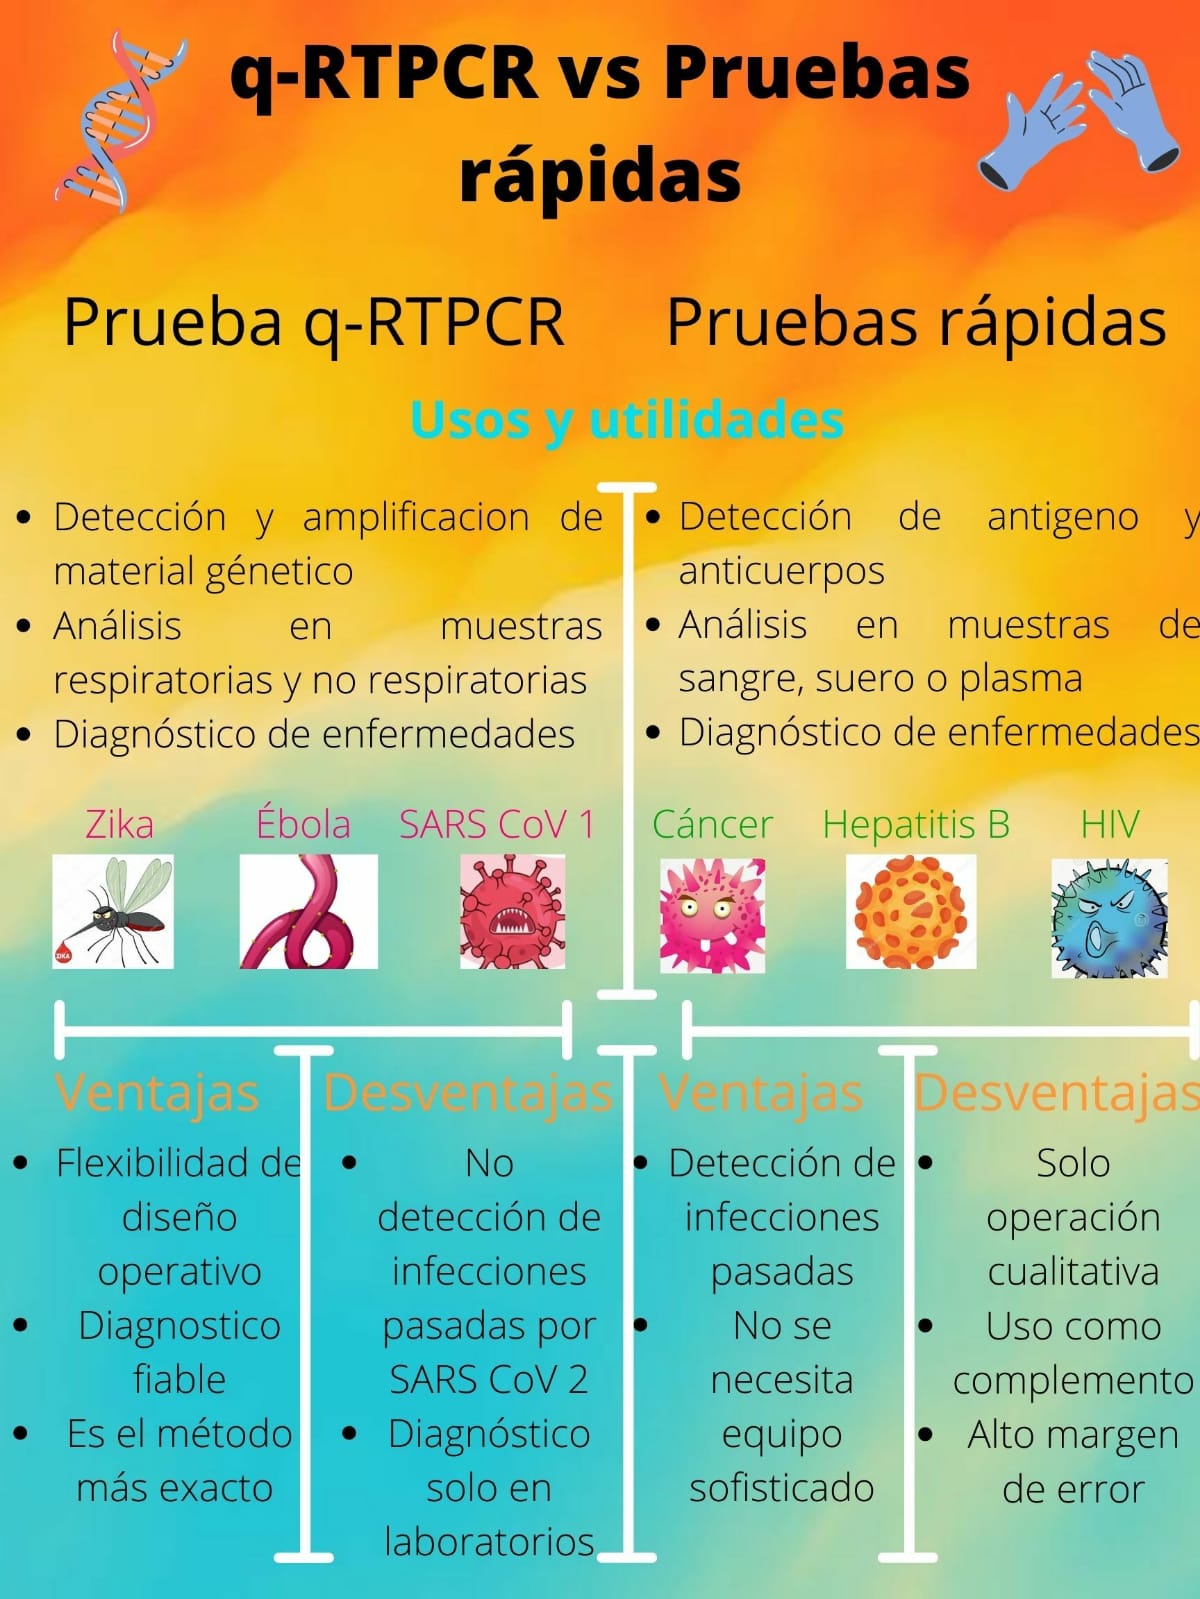 q-RTPCR vs Pruebas
rápidas
Prueba q-RTPCR
Pruebas rápidas
Usos y utilidades
• Detección y amplificacion de
material génetico
• Análisis en muestras
respiratorias y no respiratorias
• Diagnóstico de enfermedades
• Detección de antigeno y
anticuerpos
• Análisis en muestras de
sangre, suero o plasma
• Diagnóstico de enfermedades
Zika
Ébola
SARS CoV 1
ZIKA
Cáncer
Hepatitis B
HIV
Ventajas
• Flexibilidad de
diseño
operativo
• Diagnostico
fiable
• Es el método
más exacto
Desventajas
• No
detección de
infecciones
pasadas por
SARS CoV 2
• Diagnóstico
solo en
laboratorios
Ventajas
• Detección de
infecciones
pasadas
• No se
necesita
equipo
sofisticado
Desventajas
• Solo
operación
cualitativa
• Uso como
complemento
• Alto margen
de error